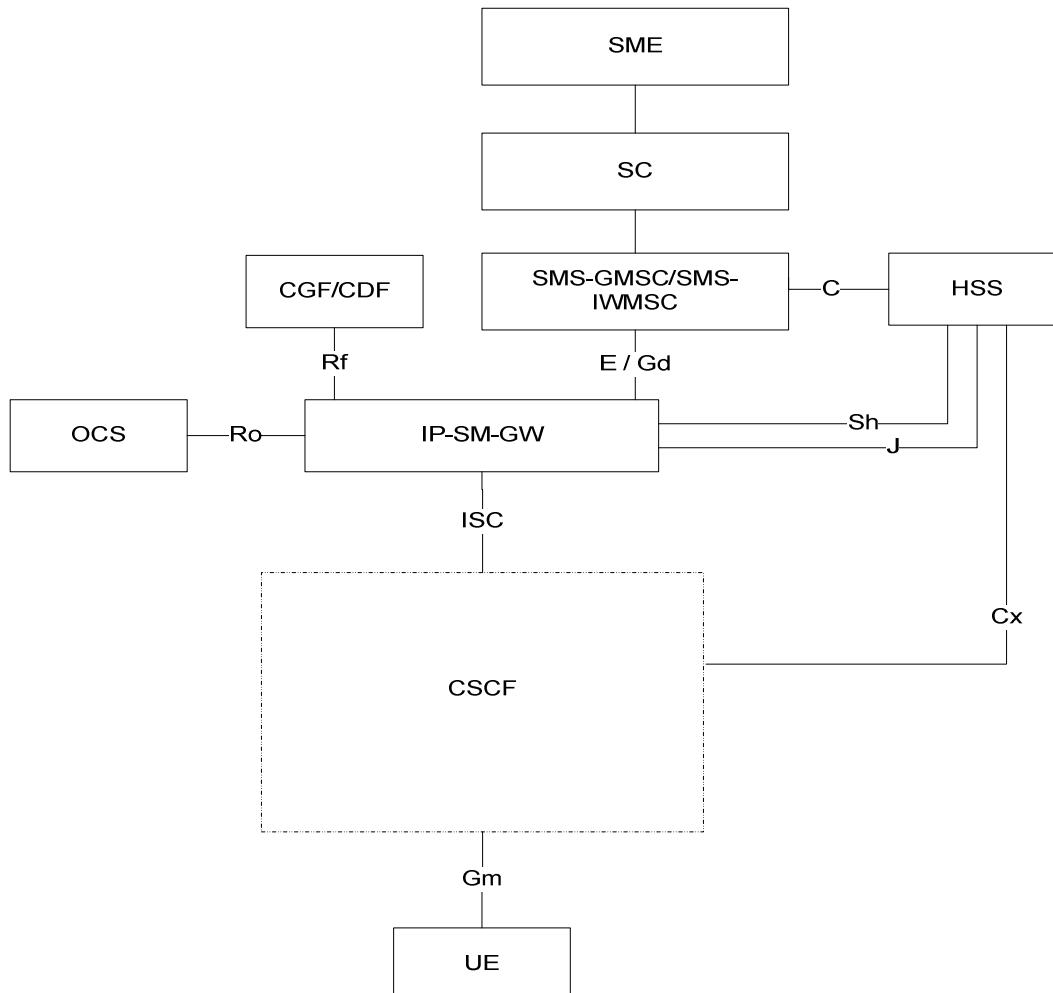 SME
SC
SMS-GMSC/SMS-
IWMSC
C
HSS
CGF/CDF
Rf
E / Gd
OCS
Ro
IP-SM-GW
Sh
J
ISC
Cx
CSCF
Gm
UE